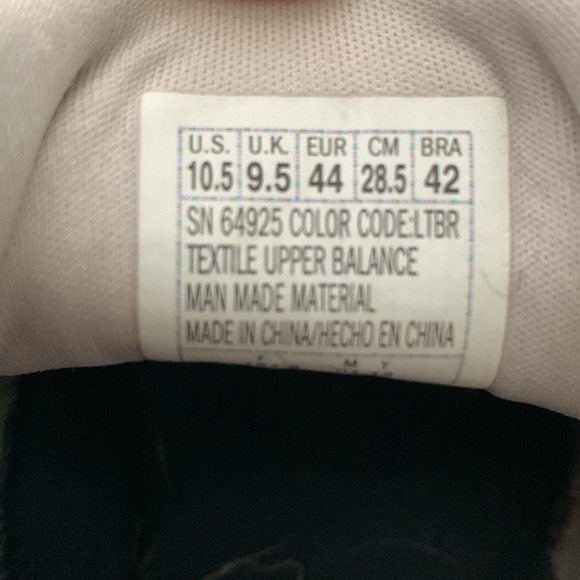 U.S. U.K. EUR CM BRA
10.5 9.5 44 28.5 42
SN 64925 COLOR CODE:LTBR
TEXTILE UPPER BALANCE
MAN MADE MATERIAL
MADE IN CHINA/HECHO EN CHINA
M Y